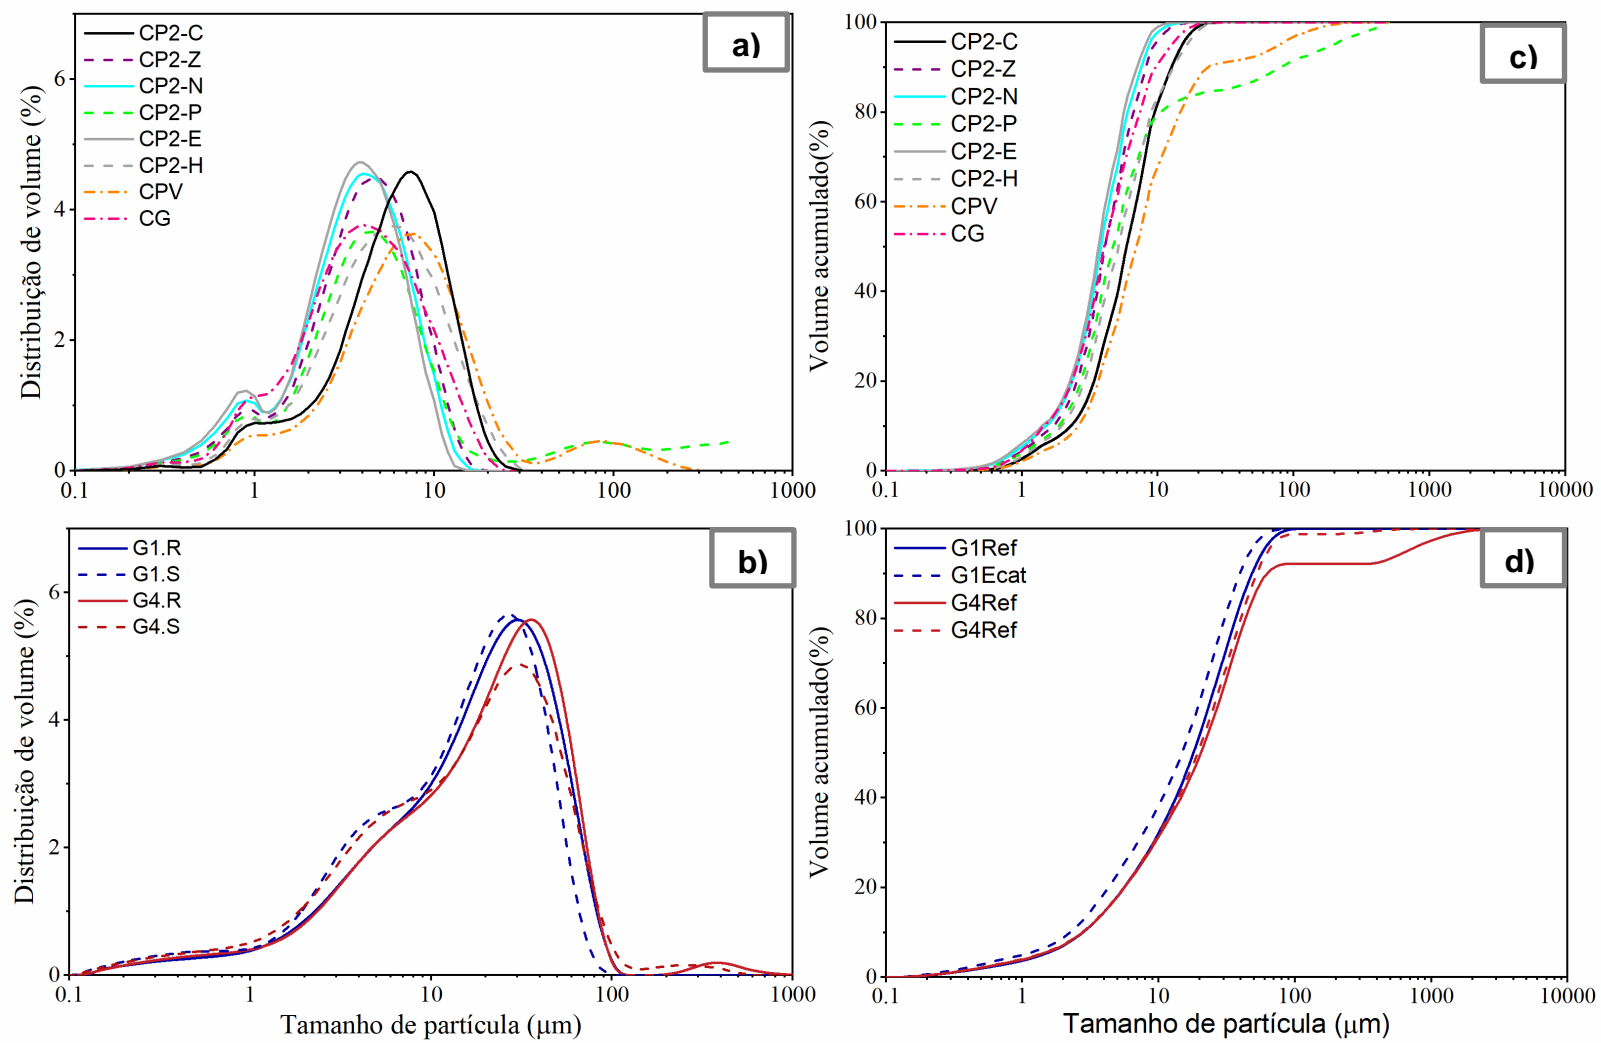 a)
CP2-C
CP2-Z
CP2-N
CP2-P
CP2-E
CP2-H
CPV
CG
Distribuição de volume (%)
6
4
2
0
0.1 1 10 100 1000
c)
CP2-C
CP2-Z
CP2-N
CP2-P
CP2-E
CP2-H
CPV
CG
Volume acumulado(%)
100
80
60
40
20
0
0.1 1 10 100 1000 10000
b)
G1.R
G1.S
G4.R
G4.S
Distribuição de volume (%)
6
4
2
0
0.1 1 10 100 1000
Tamanho de partícula (μm)
d)
G1Ref
G1Ecat
G4Ref
G4Ref
Volume acumulado(%)
100
80
60
40
20
0
0.1 1 10 100 1000 10000
Tamanho de partícula (μm)